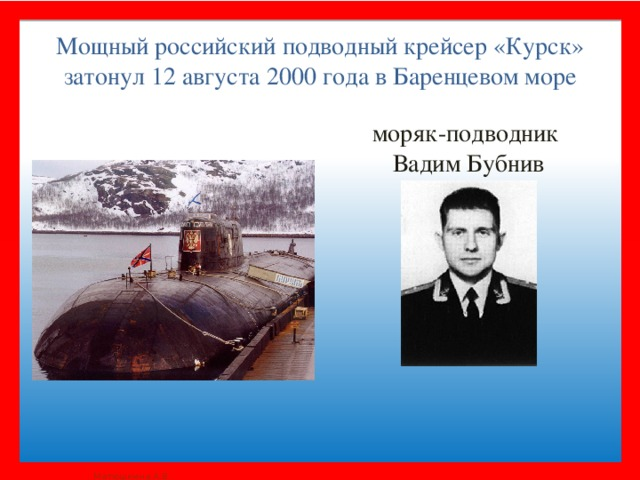 Мощный российский подводный крейсер «Курск»
затонул 12 августа 2000 года в Баренцевом море
моряк-подводник
Вадим Бубнив